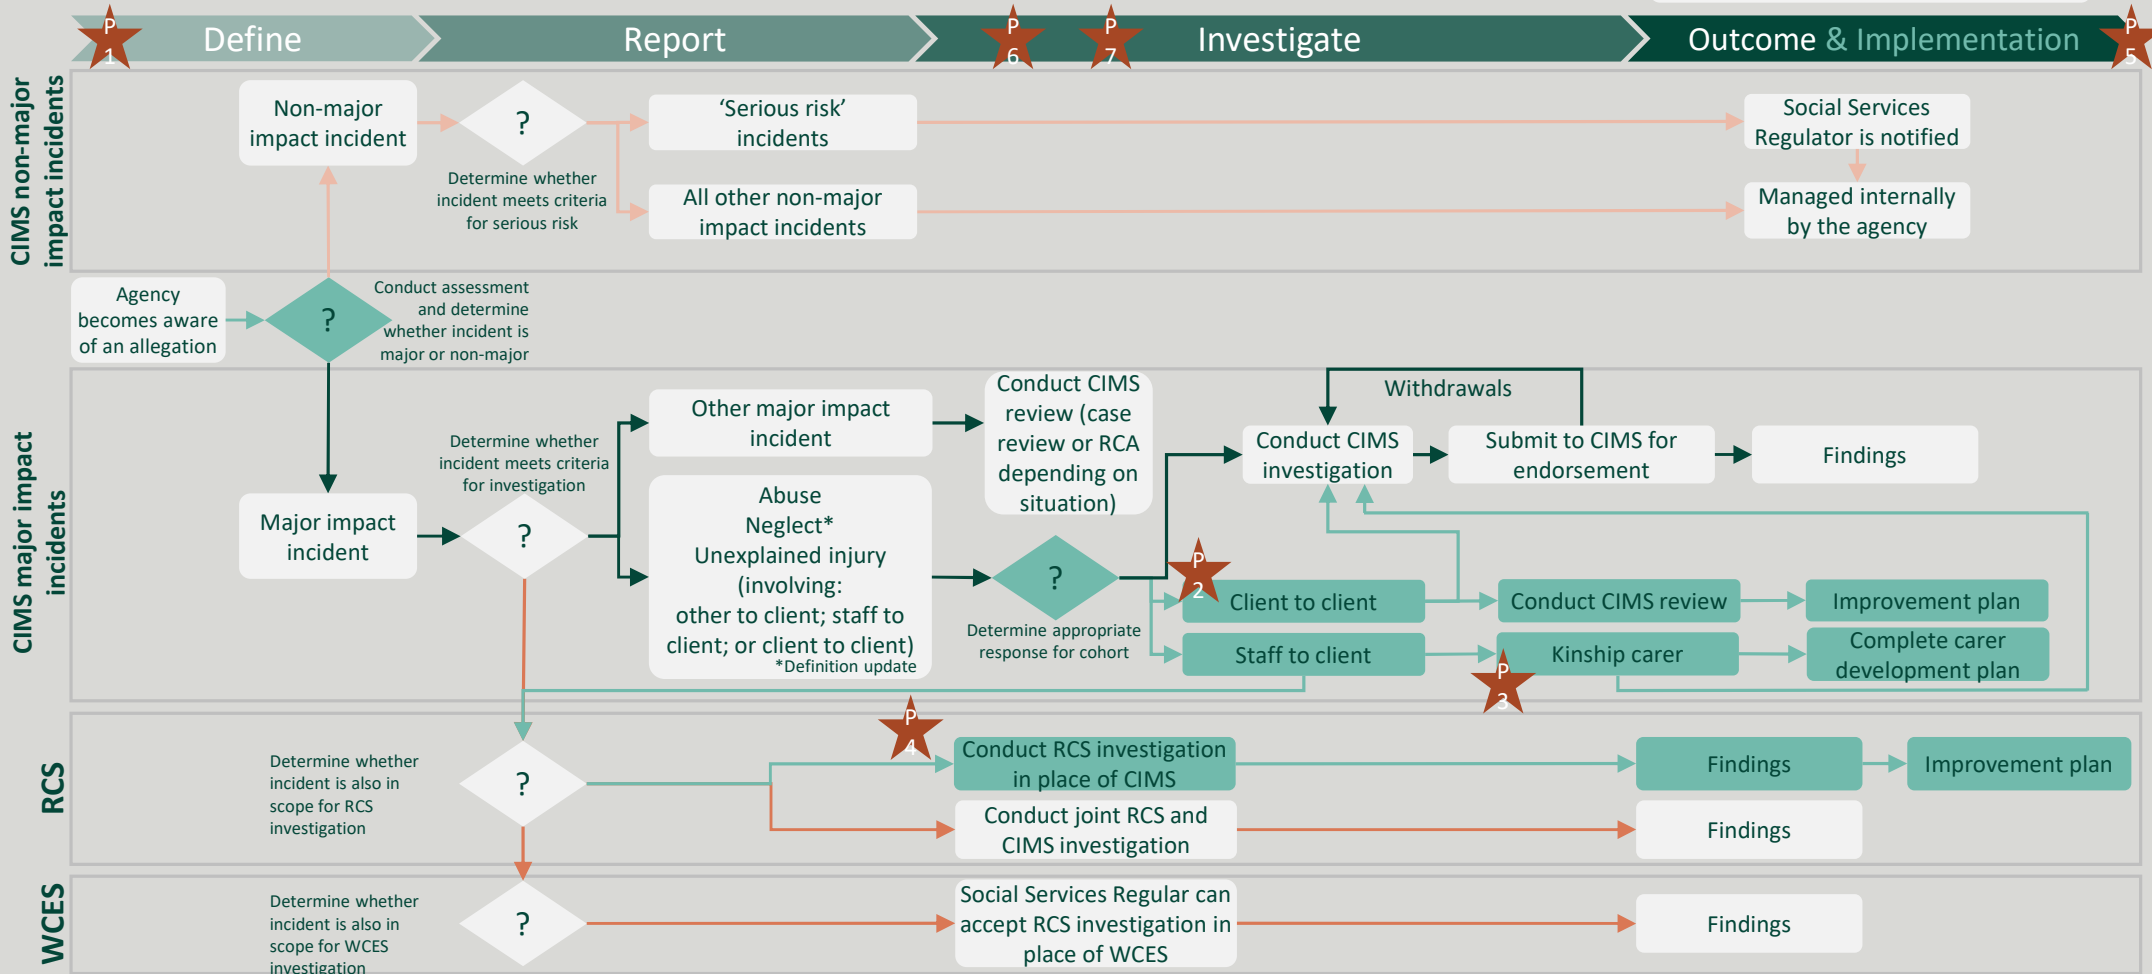 P
1
Define
Report
P
6
P
7
Investigate
Outcome & Implementation
P
5
CIMS non-major
impact incidents
Non-major
impact incident
?
Determine whether
incident meets criteria
for serious risk
‘Serious risk’
incidents
All other non-major
impact incidents
Social Services
Regulator is notified
Managed internally
by the agency
Agency
becomes aware
of an allegation
?
Conduct assessment
and determine
whether incident is
major or non-major
CIMS major impact
incidents
Major impact
incident
Determine whether
incident meets criteria
for investigation
?
Other major impact
incident
Conduct CIMS
review (case
review or RCA
depending on
situation)
Abuse
Neglect*
Unexplained injury
(involving:
other to client; staff to
client; or client to client)
*Definition update
?
Determine appropriate
response for cohort
Withdrawals
Conduct CIMS
investigation
Submit to CIMS for
endorsement
Findings
P
2
Client to client
Conduct CIMS review
Improvement plan
Staff to client
Kinship carer
Complete carer
development plan
P
3
RCS
Determine whether
incident is also in
scope for RCS
investigation
?
P
4
Conduct RCS investigation
in place of CIMS
Findings
Improvement plan
Conduct joint RCS and
CIMS investigation
Findings
WCES
Determine whether
incident is also in
scope for WCES
investigation
?
Social Services Regular can
accept RCS investigation in
place of WCES
Findings